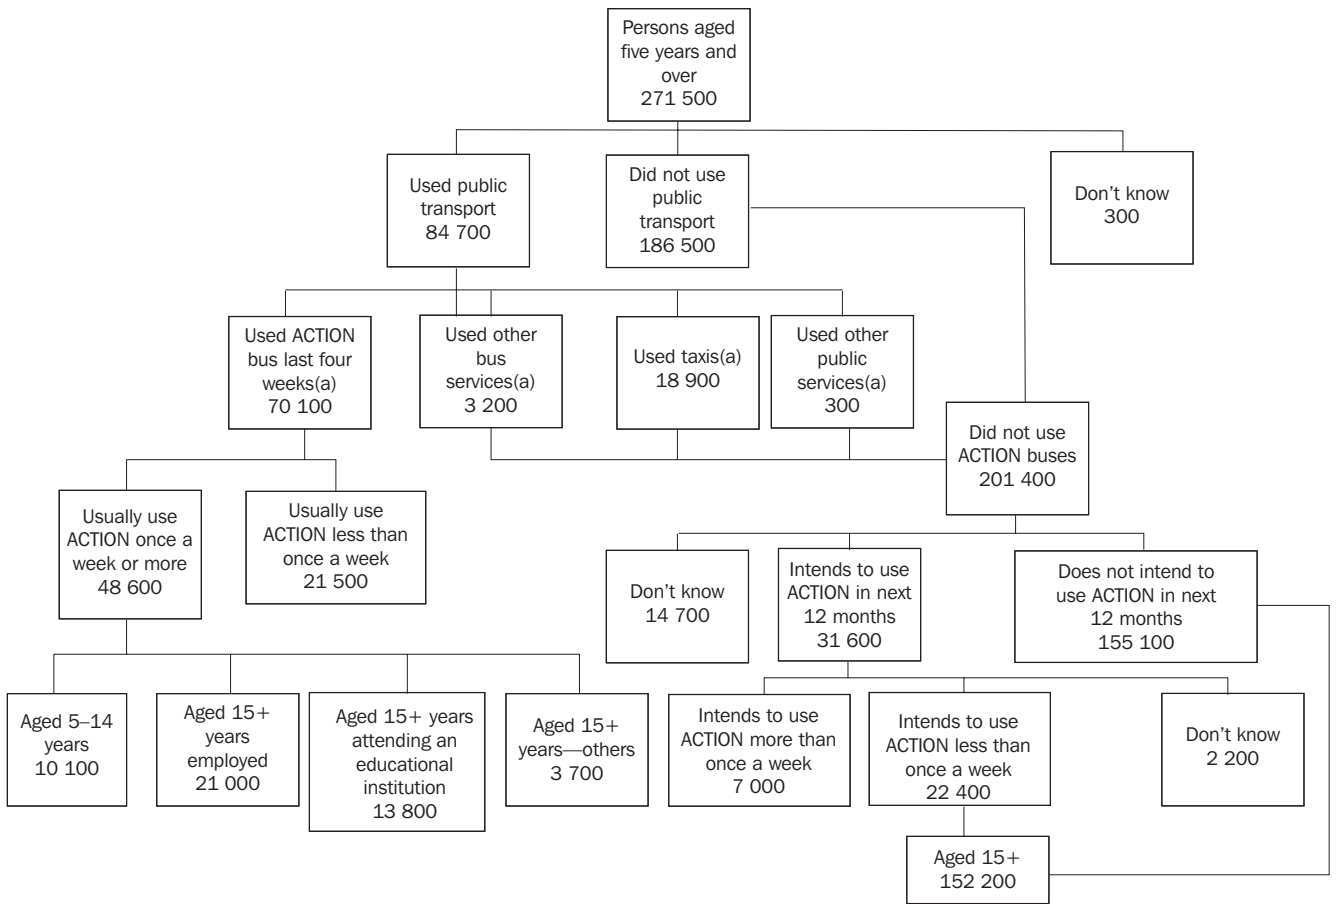 Persons aged
five years and
over
271 500
Used public
transport
84 700
Did not use
public
transport
186 500
Don't know
300
Used ACTION
bus last four
weeks(a)
70 100
Used other
bus
services(a)
3 200
Used taxis(a)
18 900
Used other
public
services(a)
300
Did not use
ACTION buses
201 400
Usually use
ACTION once a
week or more
48 600
Usually use
ACTION less than
once a week
21 500
Don't know
14 700
Intends to use
ACTION in next
12 months
31 600
Does not intend to
use ACTION in next
12 months
155 100
Aged 5–14
years
10 100
Aged 15+
years
employed
21 000
Aged 15+ years
attending an
educational
institution
13 800
Aged 15+
years—others
3 700
Intends to use
ACTION more than
once a week
7 000
Intends to use
ACTION less than
once a week
22 400
Don't know
2 200
Aged 15+
152 200